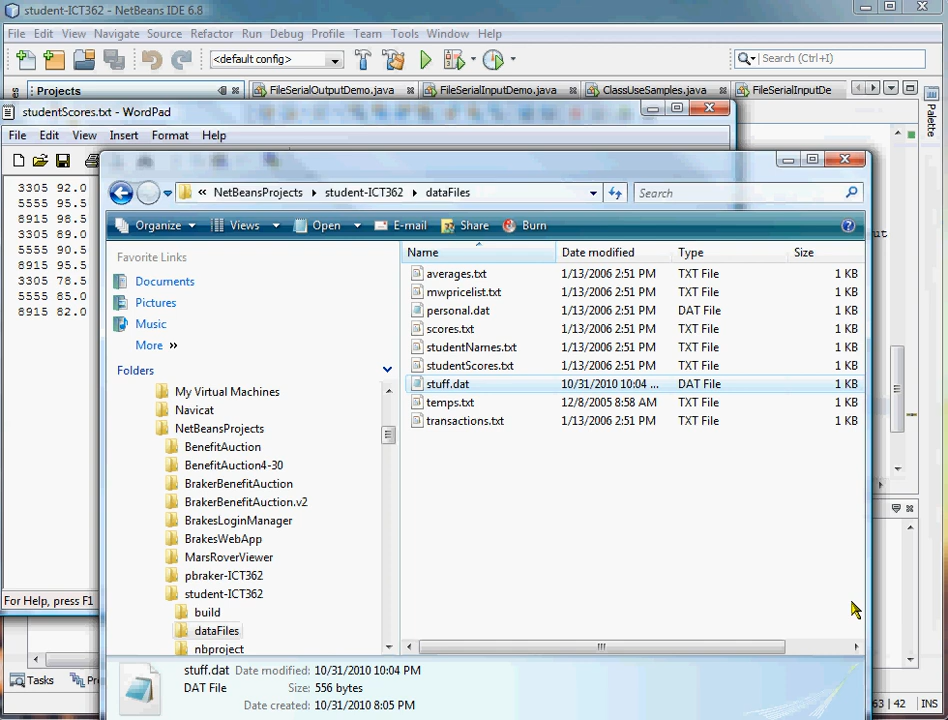 student-ICT362 - NetBeans IDE 6.8
File Edit View Navigate Source Refactor Run Debug Profile Team Tools Window Help
<default config> Search (Ctrl+I)
Projects FileSerialOutputDemo.java FileSerialInputDemo.java ClassUseSamples.java FileSerialInputDe
Palette
studentScores.txt - WordPad
File Edit View Insert Format Help
3305 92.0
5555 95.5
8915 98.5
3305 89.0
5555 90.5
8915 95.5
3305 78.5
5555 85.0
8915 82.0
For Help, press F1
« NetBeansProjects student-ICT362 dataFiles Search
Organize Views Open E-mail Share Burn
ut
Favorite Links
Documents
Pictures
Music
More »
Folders
My Virtual Machines
Navicat
NetBeansProjects
BenefitAuction
BenefitAuction4-30
BrakerBenefitAuction
BrakerBenefitAuction.v2
BrakesLoginManager
BrakesWebApp
MarsRoverViewer
pbraker-ICT362
student-ICT362
build
dataFiles
nbproject
Name Date modified Type Size
averages.txt 1/13/2006 2:51 PM TXT File 1 KB
mwpricelist.txt 1/13/2006 2:51 PM TXT File 1 KB
personal.dat 1/13/2006 2:51 PM DAT File 1 KB
scores.txt 1/13/2006 2:51 PM TXT File 1 KB
studentNames.txt 1/13/2006 2:51 PM TXT File 1 KB
studentScores.txt 1/13/2006 2:51 PM TXT File 1 KB
stuff.dat 10/31/2010 10:04 ... DAT File 1 KB
temps.txt 12/8/2005 8:58 AM TXT File 1 KB
transactions.txt 1/13/2006 2:51 PM TXT File 1 KB
stuff.dat Date modified: 10/31/2010 10:04 PM
DAT File Size: 556 bytes
Date created: 10/31/2010 8:05 PM
Tasks Pr
63 | 42 INS